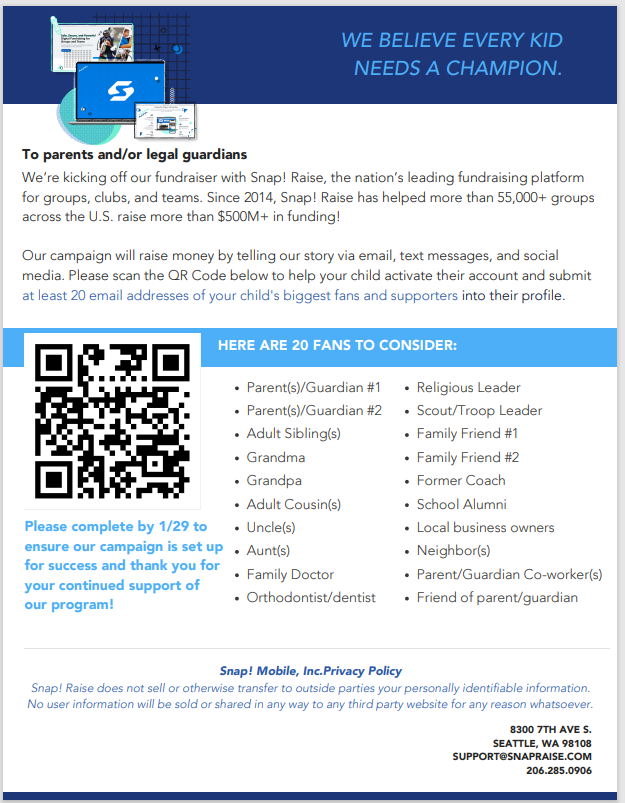 WE BELIEVE EVERY KID
NEEDS A CHAMPION.
To parents and/or legal guardians
We're kicking off our fundraiser with Snap! Raise, the nation's leading fundraising platform
for groups, clubs, and teams. Since 2014, Snap! Raise has helped more than 55,000+ groups
across the U.S. raise more than $500M+ in funding!
Our campaign will raise money by telling our story via email, text messages, and social
media. Please scan the QR Code below to help your child activate their account and submit
at least 20 email addresses of your child's biggest fans and supporters into their profile.
HERE ARE 20 FANS TO CONSIDER:
Parent(s)/Guardian #1
Parent(s)/Guardian #2
Adult Sibling(s)
Grandma
Grandpa
Adult Cousin(s)
Uncle(s)
Aunt(s)
Family Doctor
Orthodontist/dentist
Religious Leader
Scout/Troop Leader
Family Friend #1
Family Friend #2
Former Coach
School Alumni
Local business owners
Neighbor(s)
Parent/Guardian Co-worker(s)
Friend of parent/guardian
Please complete by 1/29 to
ensure our campaign is set up
for success and thank you for
your continued support of
our program!
Snap! Mobile, Inc.Privacy Policy
Snap! Raise does not sell or otherwise transfer to outside parties your personally identifiable information.
No user information will be sold or shared in any way to any third party website for any reason whatsoever.
8300 7TH AVE S.
SEATTLE, WA 98108
SUPPORT@SNAPRAISE.COM
206.285.0906